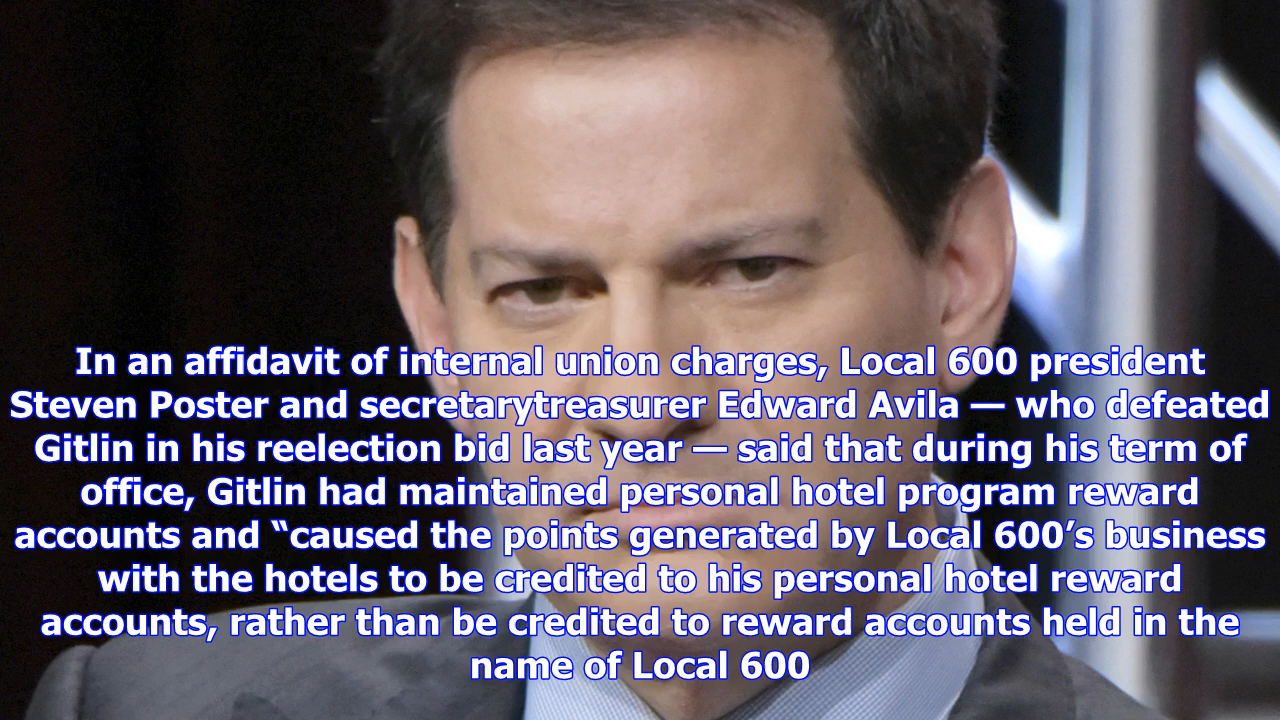 In an affidavit of internal union charges, Local 600 president
Steven Poster and secretarytreasurer Edward Avila — who defeated
Gitlin in his reelection bid last year — said that during his term of
office, Gitlin had maintained personal hotel program reward
accounts and “caused the points generated by Local 600’s business
with the hotels to be credited to his personal hotel reward
accounts, rather than be credited to reward accounts held in the
name of Local 600